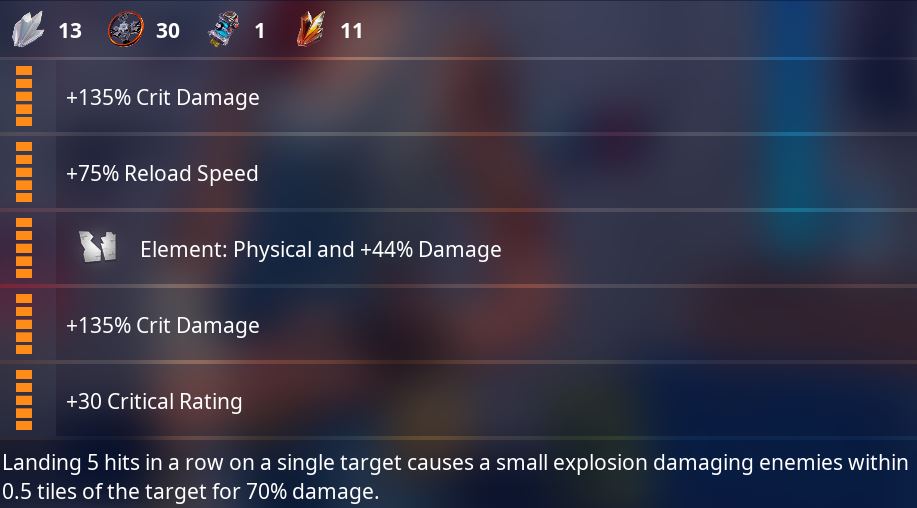 13 30 1 11
+135% Crit Damage
+75% Reload Speed
Element: Physical and +44% Damage
+135% Crit Damage
+30 Critical Rating
Landing 5 hits in a row on a single target causes a small explosion damaging enemies within
0.5 tiles of the target for 70% damage.